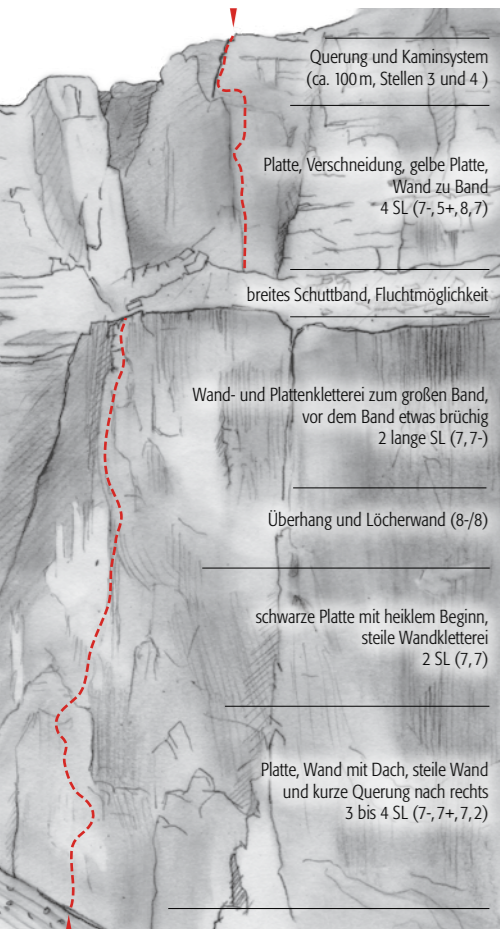 Querung und Kaminsystem
(ca. 100 m, Stellen 3 und 4 )
Platte, Verschneidung, gelbe Platte,
Wand zu Band
4 SL (7-, 5+, 8, 7)
breites Schuttband, Fluchtmöglichkeit
Wand- und Plattenkletterei zum großen Band,
vor dem Band etwas brüchig
2 lange SL (7, 7-)
Überhang und Löcherwand (8-/8)
schwarze Platte mit heiklem Beginn,
steile Wandkletterei
2 SL (7, 7)
Platte, Wand mit Dach, steile Wand
und kurze Querung nach rechts
3 bis 4 SL (7-, 7+, 7, 2)